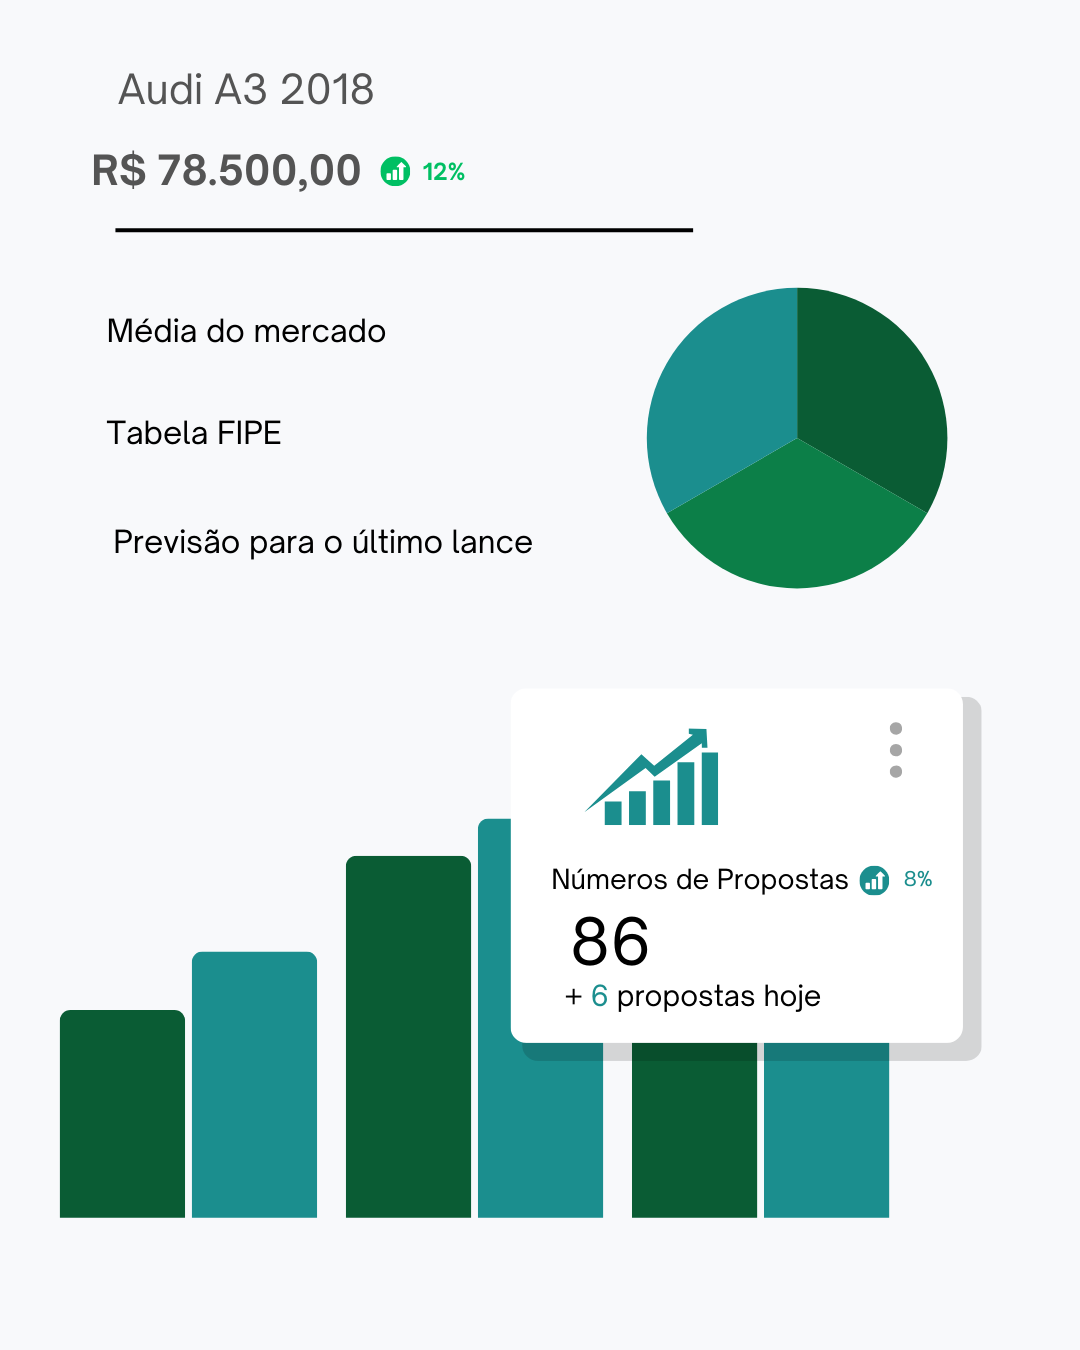 Audi A3 2018
R$ 78.500,00 12%
Média do mercado
Tabela FIPE
Previsão para o último lance
Números de Propostas 8%
86
+ 6 propostas hoje